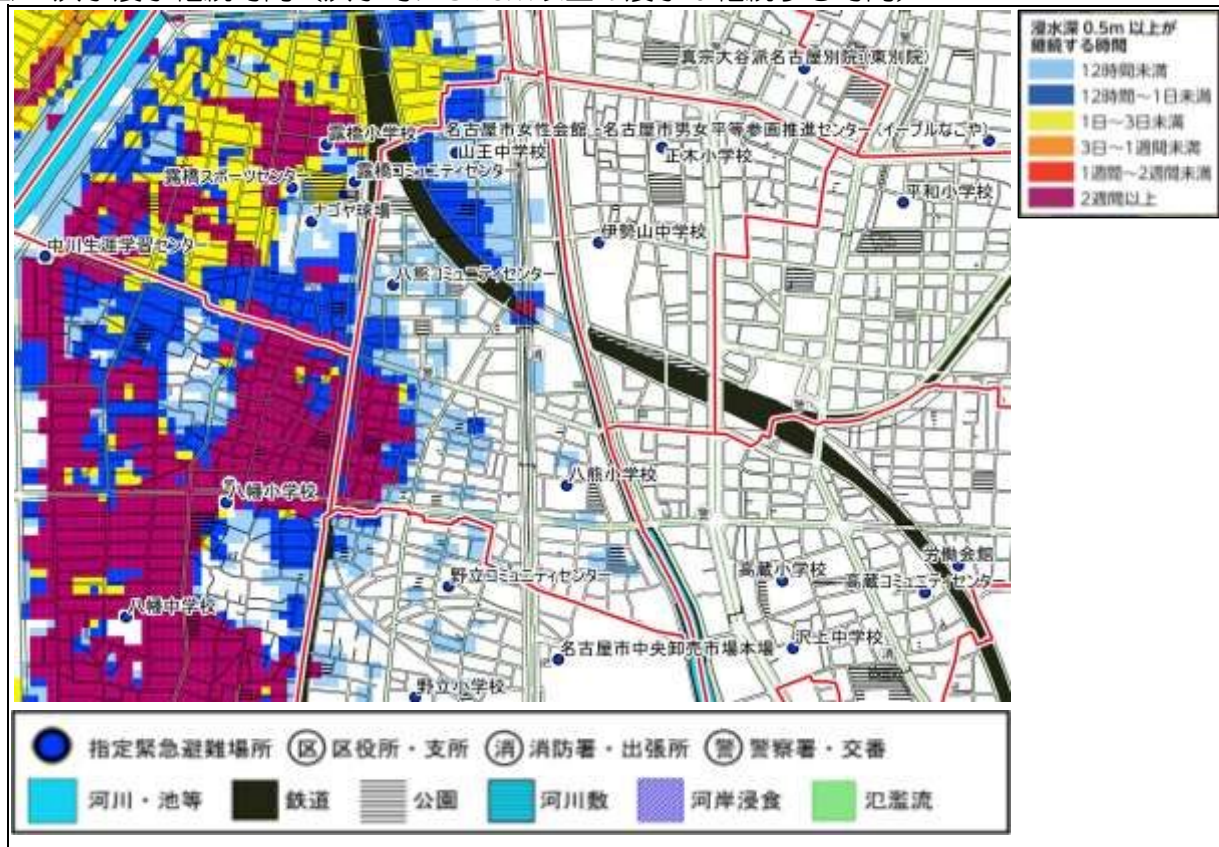 浸水深 0.5m 以上が
継続する時間
12時間未満
12時間～1日未満
1日～3日未満
3日～1週間未満
1週間～2週間未満
2週間以上
真宗大谷派名古屋別院(東別院)
露橋小学校
名古屋市女性会館・名古屋市男女平等参画推進センター(イーブルなごや)
山王中学校
正木小学校
露橋スポーツセンター
露橋コミュニティセンター
平和小学校
ナゴヤ球場
中川生涯学習センター
伊勢山中学校
八熊コミュニティセンター
八熊小学校
八幡小学校
労働会館
野立コミュニティセンター
高蔵小学校
高蔵コミュニティセンター
八幡中学校
沢上中学校
名古屋市中央卸売市場本場
野立小学校
指定緊急避難場所 区 区役所・支所 消 消防署・出張所 警 警察署・交番
河川・池等 鉄道 公園 河川敷 河岸浸食 氾濫流